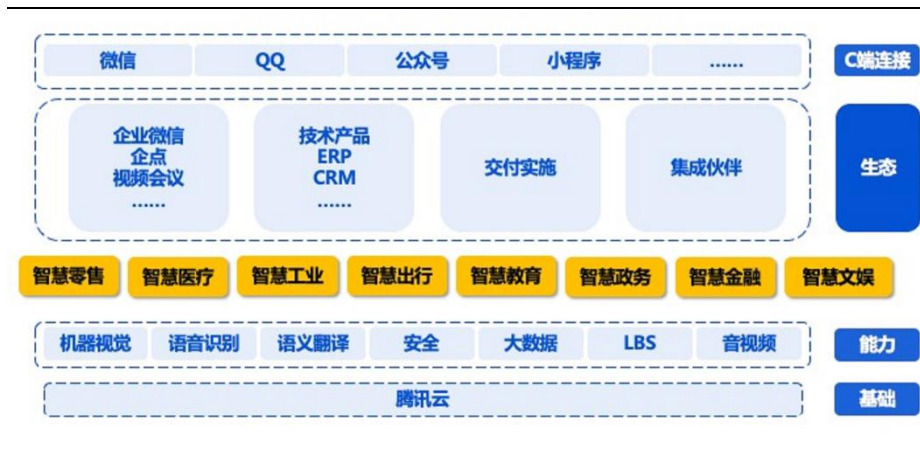 微信 QQ 公众号 小程序 …… C端连接
企业微信
企点
视频会议
……
技术产品
ERP
CRM
……
交付实施
集成伙伴
生态
智慧零售 智慧医疗 智慧工业 智慧出行 智慧教育 智慧政务 智慧金融 智慧文娱
机器视觉 语音识别 语义翻译 安全 大数据 LBS 音视频 能力
腾讯云 基础